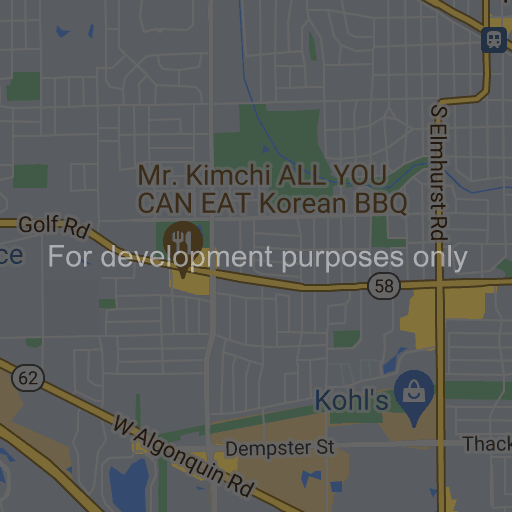 S Elmhurst Rd
Mr. Kimchi ALL YOU
CAN EAT Korean BBQ
Golf Rd
ce
For development purposes only
58
62
Kohl's
W Algonquin Rd
Dempster St
Thack